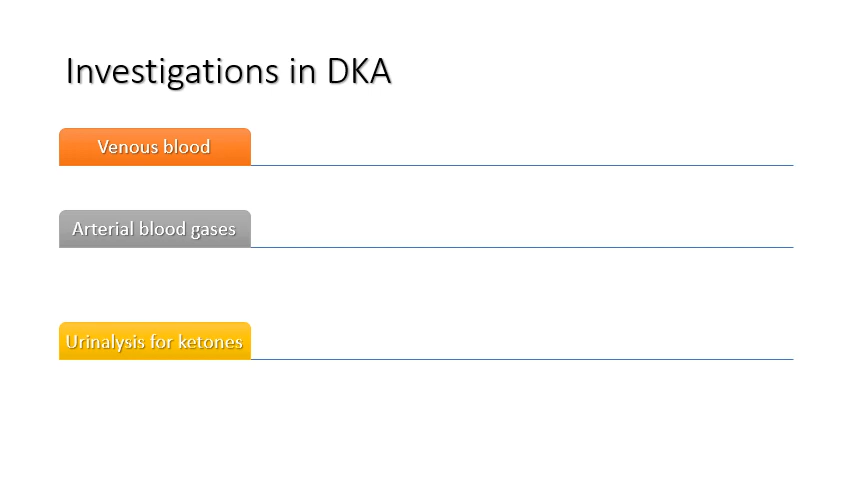 Investigations in DKA
Venous blood
Arterial blood gases
Urinalysis for ketones